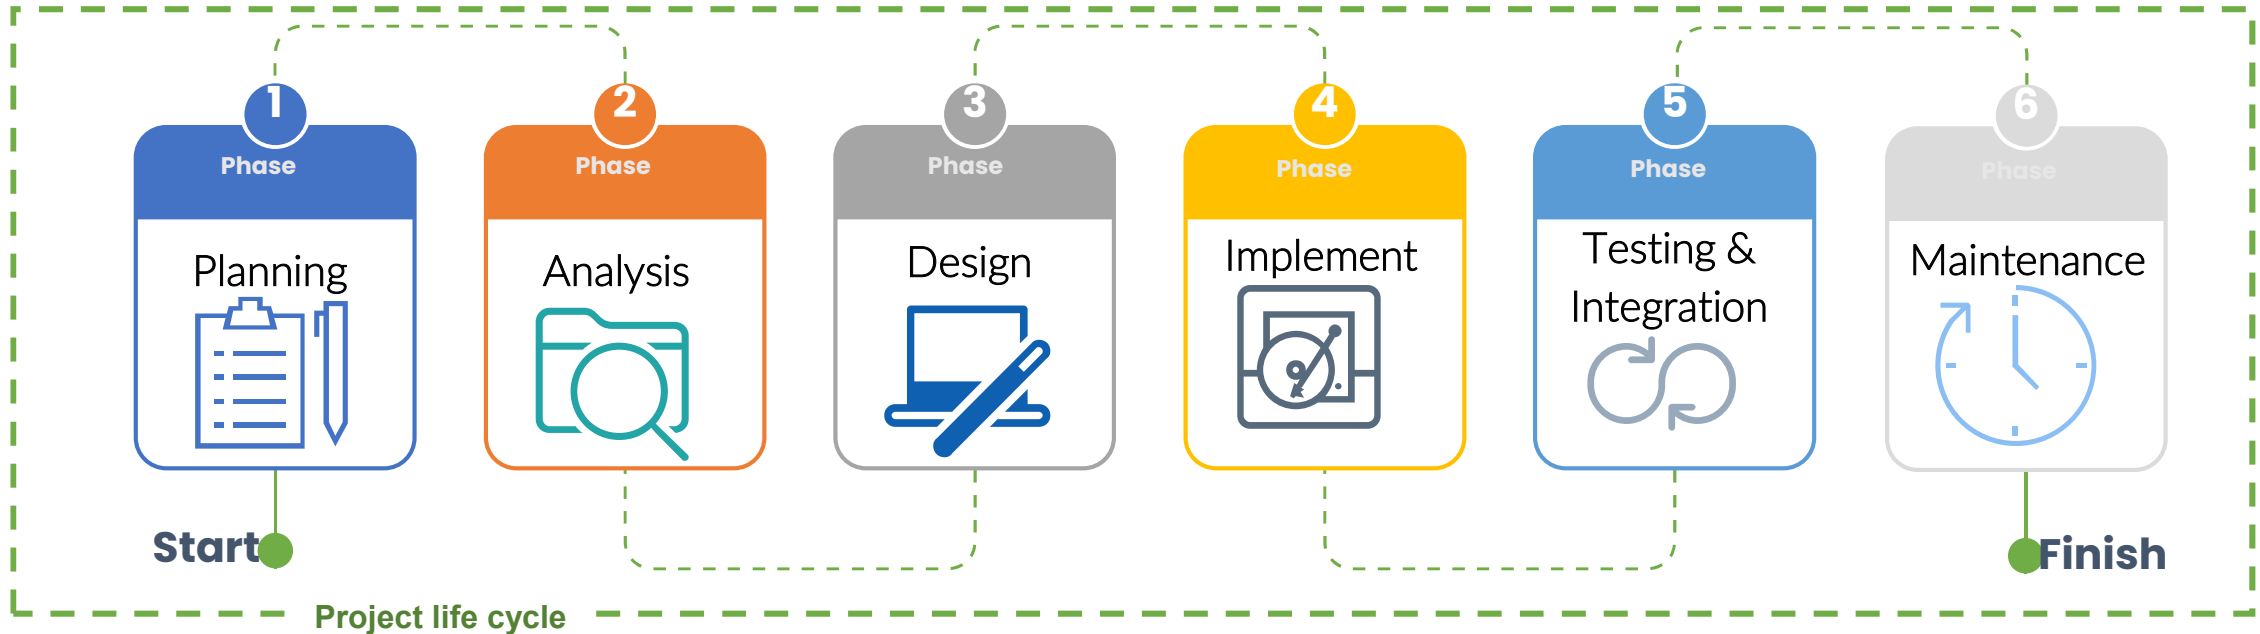 1
Phase
Planning
2
Phase
Analysis
3
Phase
Design
4
Phase
Implement
5
Phase
Testing &
Integration
6
Phase
Maintenance
Start
Finish
Project life cycle